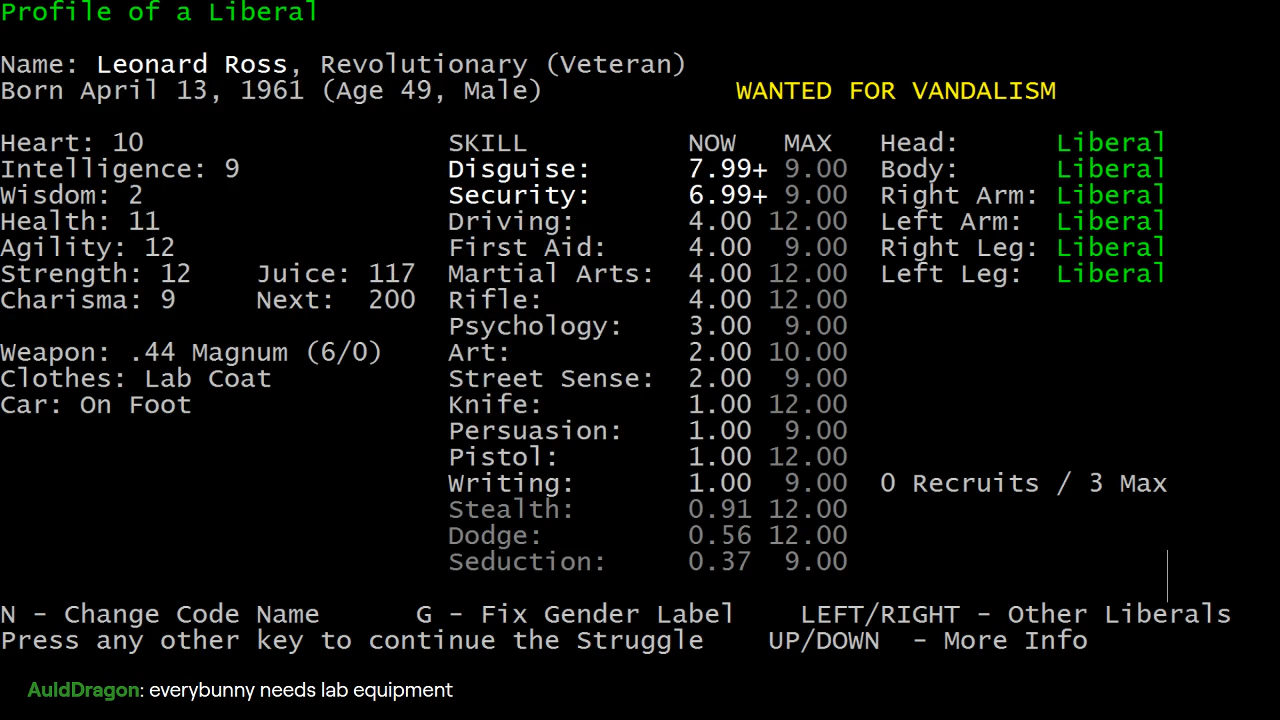 Profile of a Liberal
Name: Leonard Ross, Revolutionary (Veteran)
Born April 13, 1961 (Age 49, Male) WANTED FOR VANDALISM
Heart: 10 SKILL NOW MAX Head: Liberal
Intelligence: 9 Disguise: 7.99+ 9.00 Body: Liberal
Wisdom: 2 Security: 6.99+ 9.00 Right Arm: Liberal
Health: 11 Driving: 4.00 12.00 Left Arm: Liberal
Agility: 12 First Aid: 4.00 9.00 Right Leg: Liberal
Strength: 12 Juice: 117 Martial Arts: 4.00 12.00 Left Leg: Liberal
Charisma: 9 Next: 200 Rifle: 4.00 12.00
Psychology: 3.00 9.00
Weapon: .44 Magnum (6/0) Art: 2.00 10.00
Clothes: Lab Coat Street Sense: 2.00 9.00
Car: On Foot Knife: 1.00 12.00
Persuasion: 1.00 9.00
Pistol: 1.00 12.00
Writing: 1.00 9.00 0 Recruits / 3 Max
Stealth: 0.91 12.00
Dodge: 0.56 12.00
Seduction: 0.37 9.00
N - Change Code Name G - Fix Gender Label LEFT/RIGHT - Other Liberals
Press any other key to continue the Struggle UP/DOWN - More Info
AuldDragon: everybunny needs lab equipment